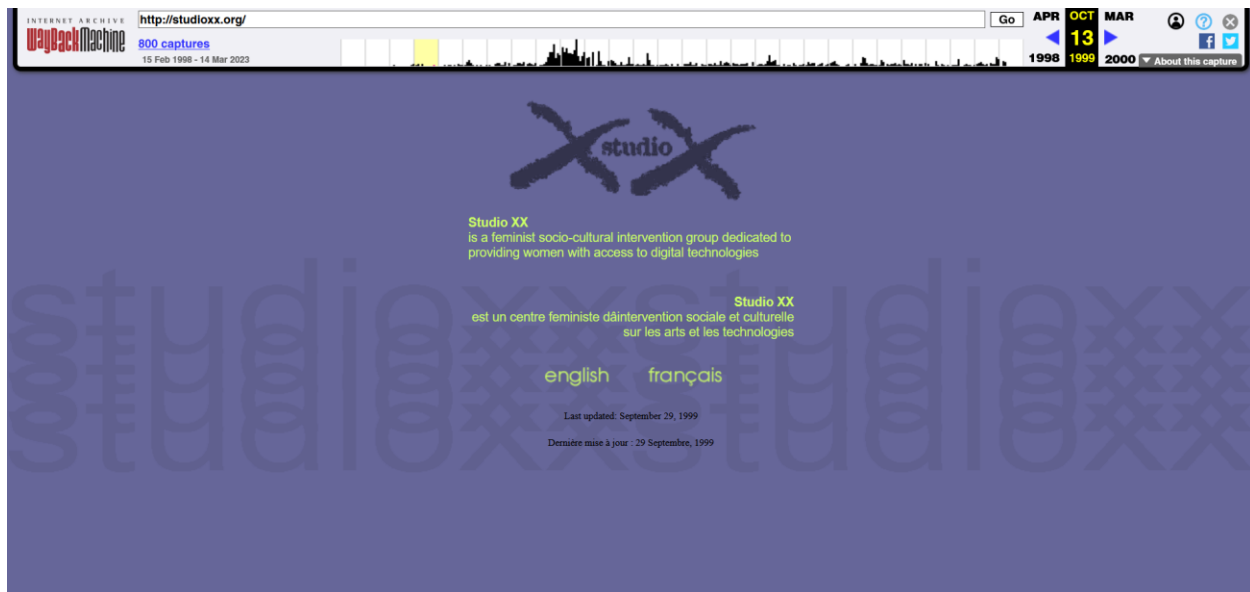 INTERNET ARCHIVE
WayBackMachine
http://studioxx.org/
Go
800 captures
15 Feb 1998 - 14 Mar 2023
APR OCT MAR
13
1998 1999 2000
f
?
▼ About this capture
studio
Studio XX
is a feminist socio-cultural intervention group dedicated to
providing women with access to digital technologies
Studio XX
est un centre feministe dâintervention sociale et culturelle
sur les arts et les technologies
english français
Last updated: September 29, 1999
Dernière mise à jour : 29 Septembre, 1999
studioxxstudioxx
studioxxstudioxx
studioxxstudioxx